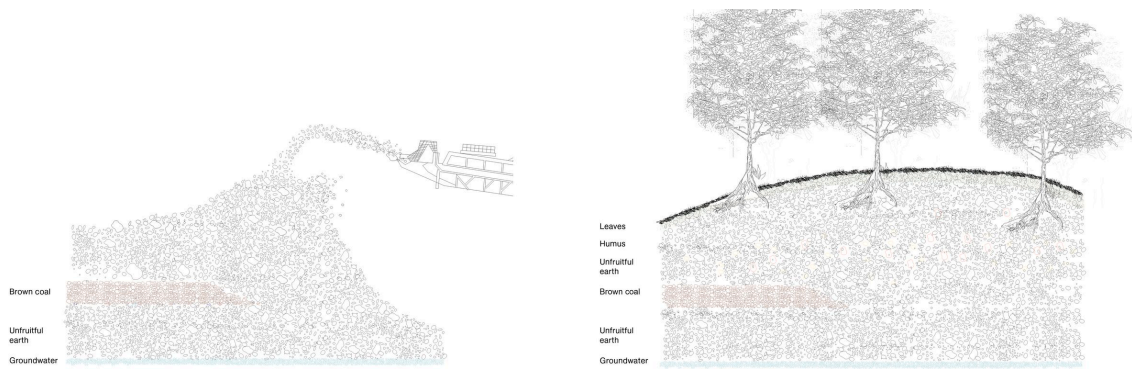 Brown coal
Unfruitful
earth
Groundwater
Leaves
Humus
Unfruitful
earth
Brown coal
Unfruitful
earth
Groundwater